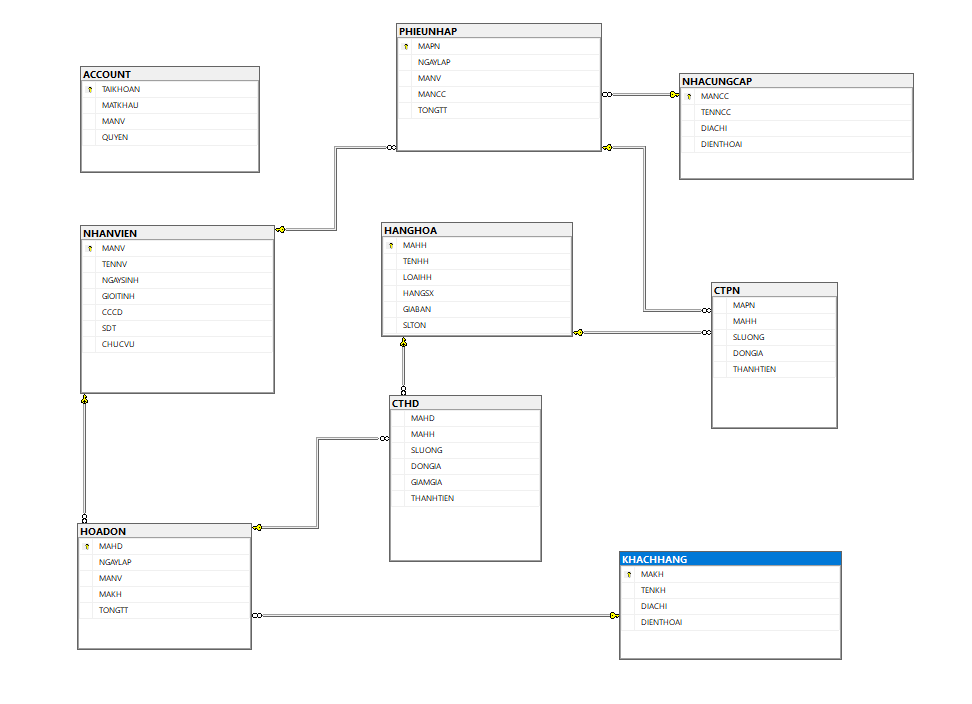 PHIEUNHAP
MAPN
NGAYLAP
MANV
MANCC
TONGTT
ACCOUNT
TAIKHOAN
MATKHAU
MANV
QUYEN
NHACUNGCAP
MANCC
TENNCC
DIACHI
DIENTHOAI
NHANVIEN
MANV
TENNV
NGAYSINH
GIOITINH
CCCD
SDT
CHUCVU
HANGHOA
MAHH
TENHH
LOAIHH
HANGSX
GIABAN
SLTON
CTPN
MAPN
MAHH
SLUONG
DONGIA
THANHTIEN
CTHD
MAHD
MAHH
SLUONG
DONGIA
GIAMGIA
THANHTIEN
HOADON
MAHD
NGAYLAP
MANV
MAKH
TONGTT
KHACHHANG
MAKH
TENKH
DIACHI
DIENTHOAI